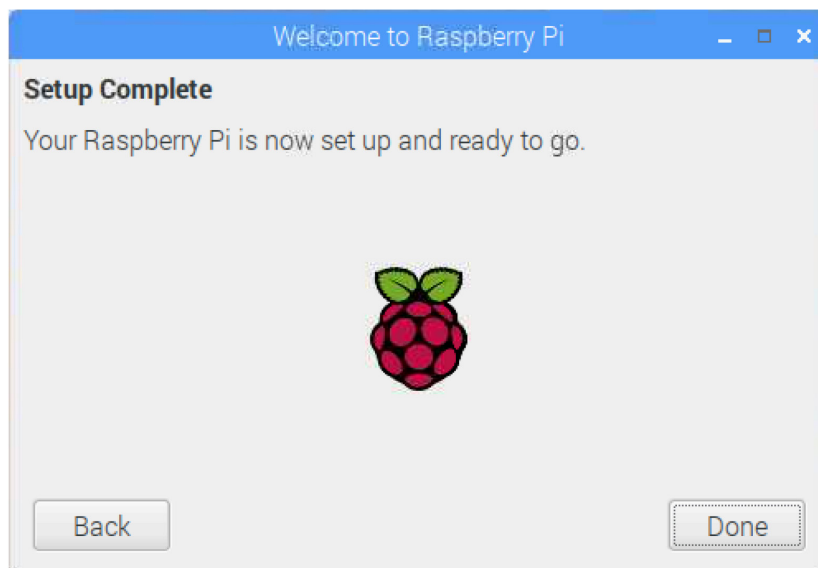 Welcome to Raspberry Pi
Setup Complete
Your Raspberry Pi is now set up and ready to go.
Back
Done